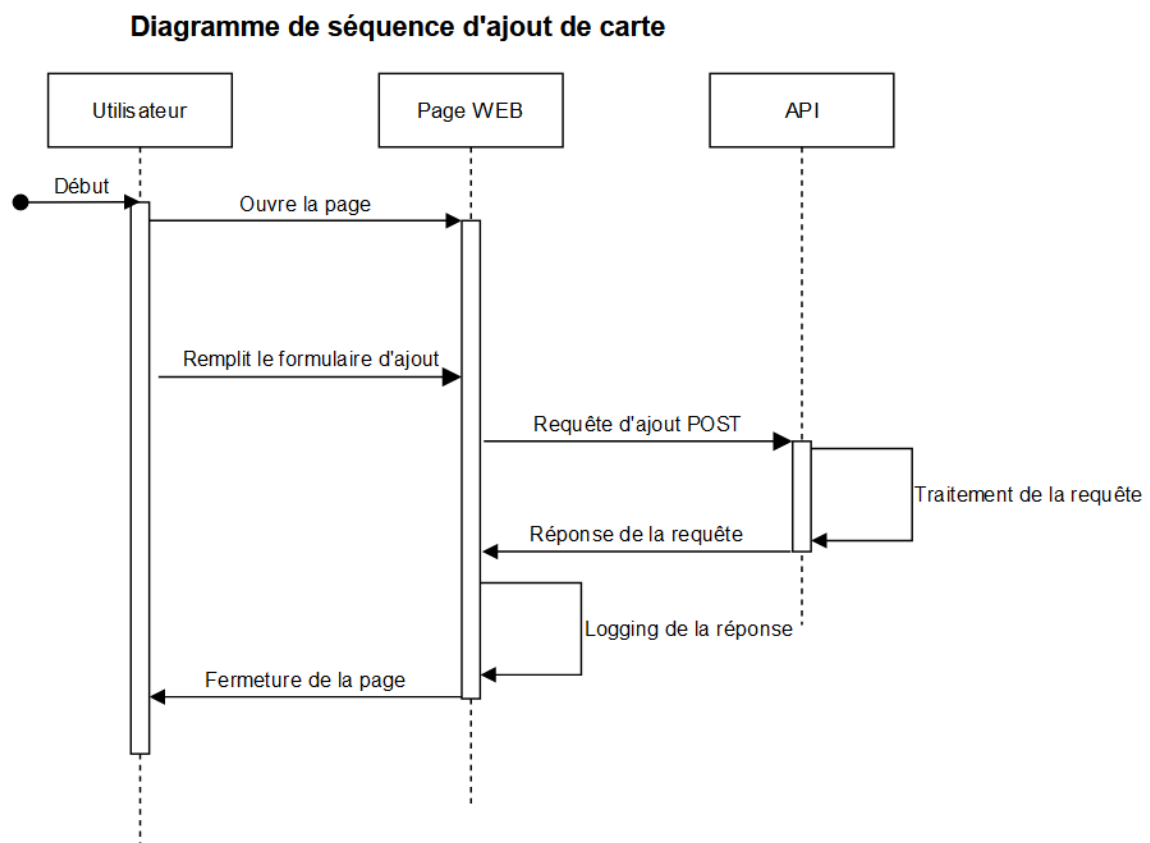 Diagramme de séquence d'ajout de carte
Utilisateur
Page WEB
API
Début
Ouvre la page
Remplit le formulaire d'ajout
Requête d'ajout POST
Traitement de la requête
Réponse de la requête
Logging de la réponse
Fermeture de la page